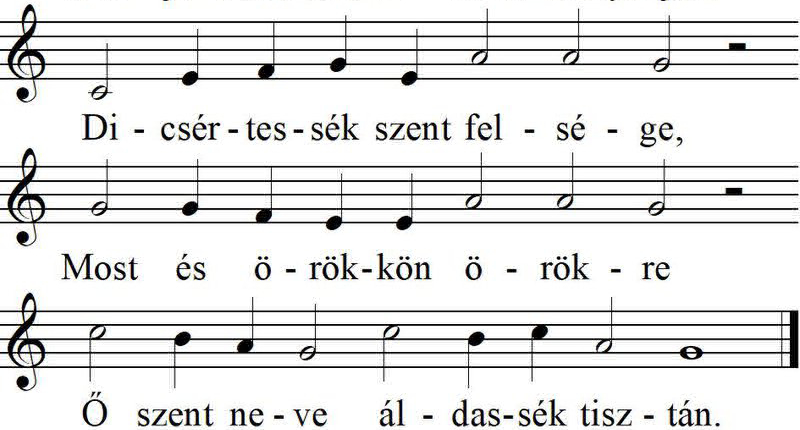 Di - csér - tes - sék szent fel - sé - ge,
Most és ö - rök - kön ö - rök - re
Ő szent ne - ve ál - das - sék tisz - tán.